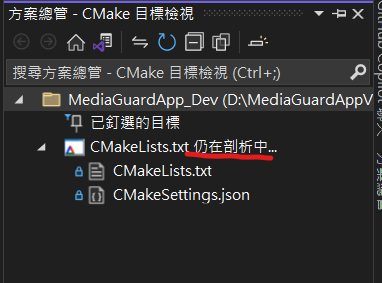 方案總管 - CMake 目標檢視
搜尋方案總管 - CMake 目標檢視 (Ctrl+;)
MediaGuardApp_Dev (D:\MediaGuardAppV
已釘選的目標
CMakeLists.txt 仍在剖析中...
CMakeLists.txt
CMakeSettings.json